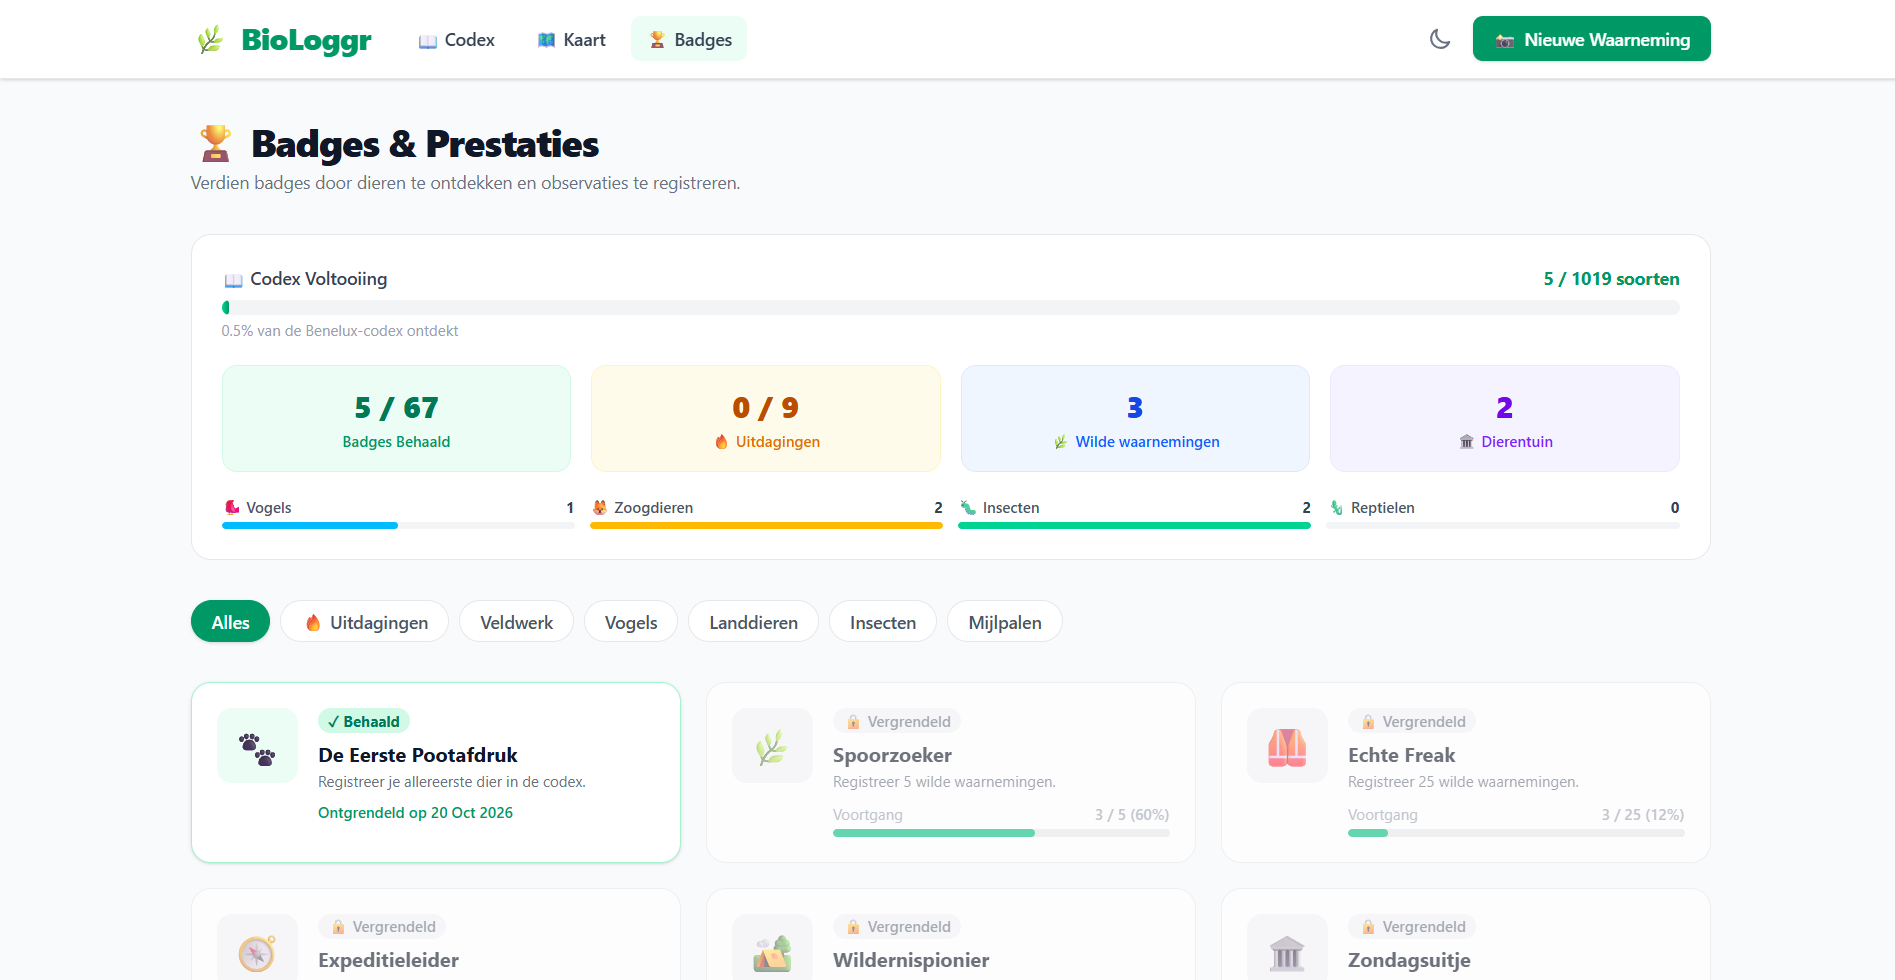 BioLoggr
Codex
Kaart
Badges
Nieuwe Waarneming
Badges & Prestaties
Verdien badges door dieren te ontdekken en observaties te registreren.
Codex Voltooiing
5 / 1019 soorten
0.5% van de Benelux-codex ontdekt
5 / 67
Badges Behaald
0 / 9
Uitdagingen
3
Wilde waarnemingen
2
Dierentuin
Vogels 1
Zoogdieren 2
Insecten 2
Reptielen 0
Alles
Uitdagingen
Veldwerk
Vogels
Landdieren
Insecten
Mijlpalen
✓ Behaald
De Eerste Pootafdruk
Registreer je allereerste dier in de codex.
Ontgrendeld op 20 Oct 2026
Vergrendeld
Spoorzoeker
Registreer 5 wilde waarnemingen.
Voortgang 3 / 5 (60%)
Vergrendeld
Echte Freak
Registreer 25 wilde waarnemingen.
Voortgang 3 / 25 (12%)
Vergrendeld
Expeditieleider
Vergrendeld
Wildernispionier
Vergrendeld
Zondagsuitje